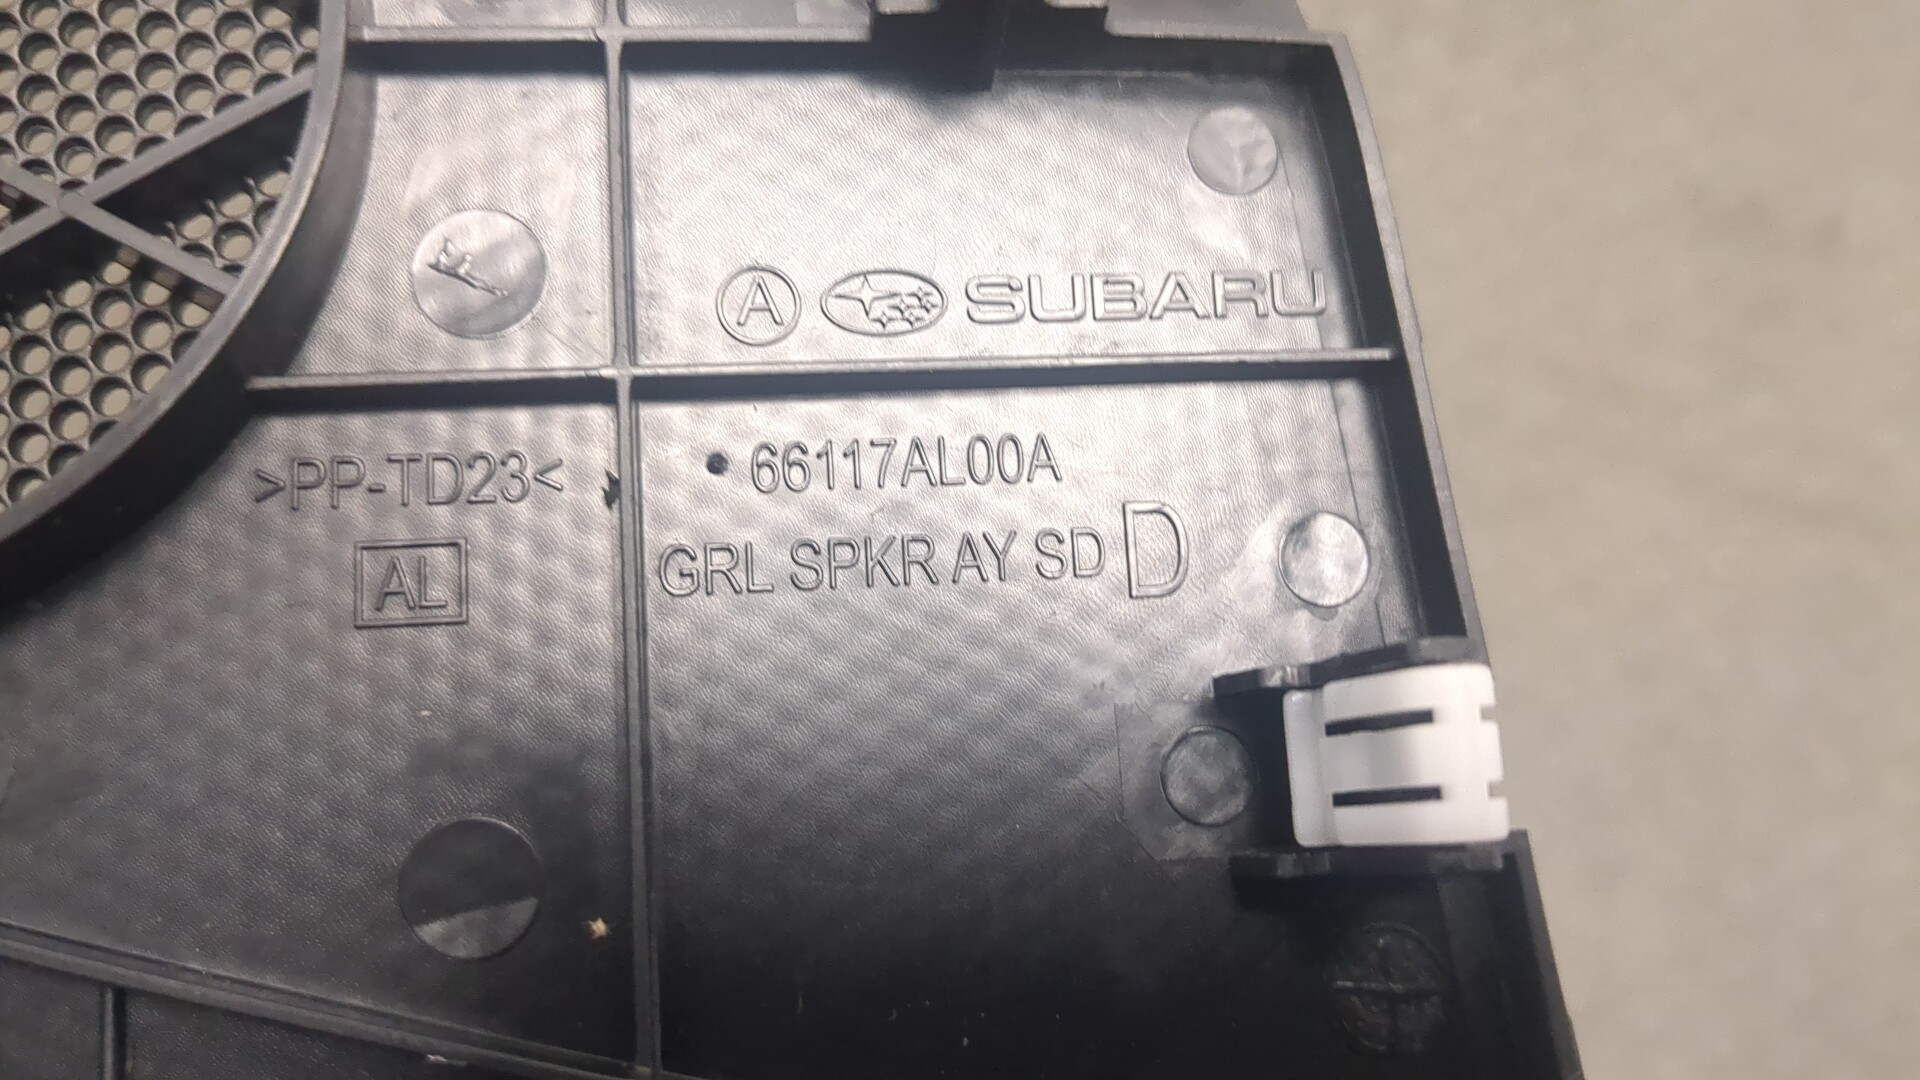 A SUBARU
>PP-TD23<
AL
66117AL00A
GRL SPKR AY SD D